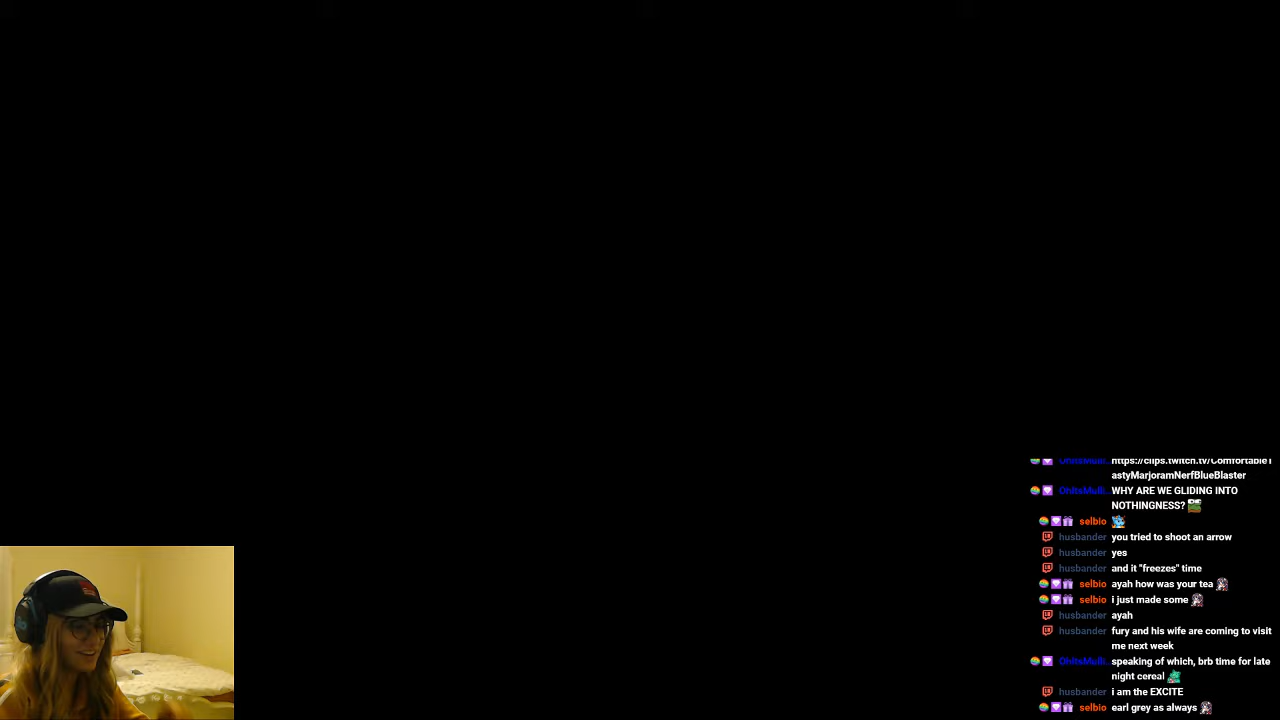 https://clips.twitch.tv/ComfortableT
astyMarjoramNerfBlueBlaster
WHY ARE WE GLIDING INTO
NOTHINGNESS?
selbio
husbander you tried to shoot an arrow
husbander yes
husbander and it "freezes" time
selbio ayah how was your tea
selbio i just made some
husbander ayah
husbander fury and his wife are coming to visit
me next week
speaking of which, brb time for late
night cereal
husbander i am the EXCITE
selbio earl grey as always